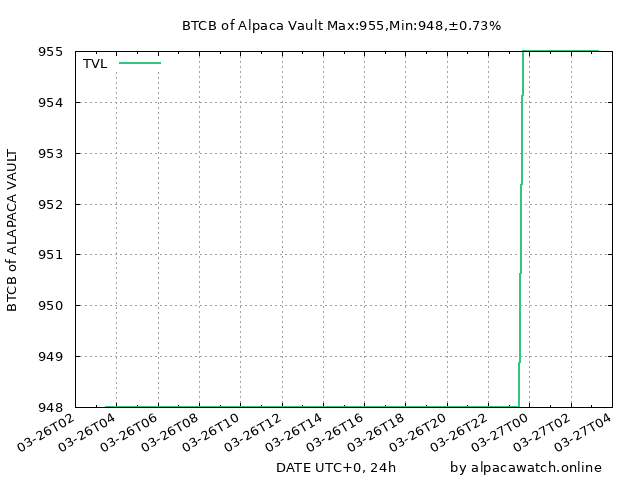 BTCB of Alpaca Vault Max:955,Min:948,±0.73%
TVL
955
954
953
952
951
950
949
948
BTCB of ALAPACA VAULT
03-26T02
03-26T04
03-26T06
03-26T08
03-26T10
03-26T12
03-26T14
03-26T16
03-26T18
03-26T20
03-26T22
03-27T00
03-27T02
03-27T04
DATE UTC+0, 24h
by alpacawatch.online